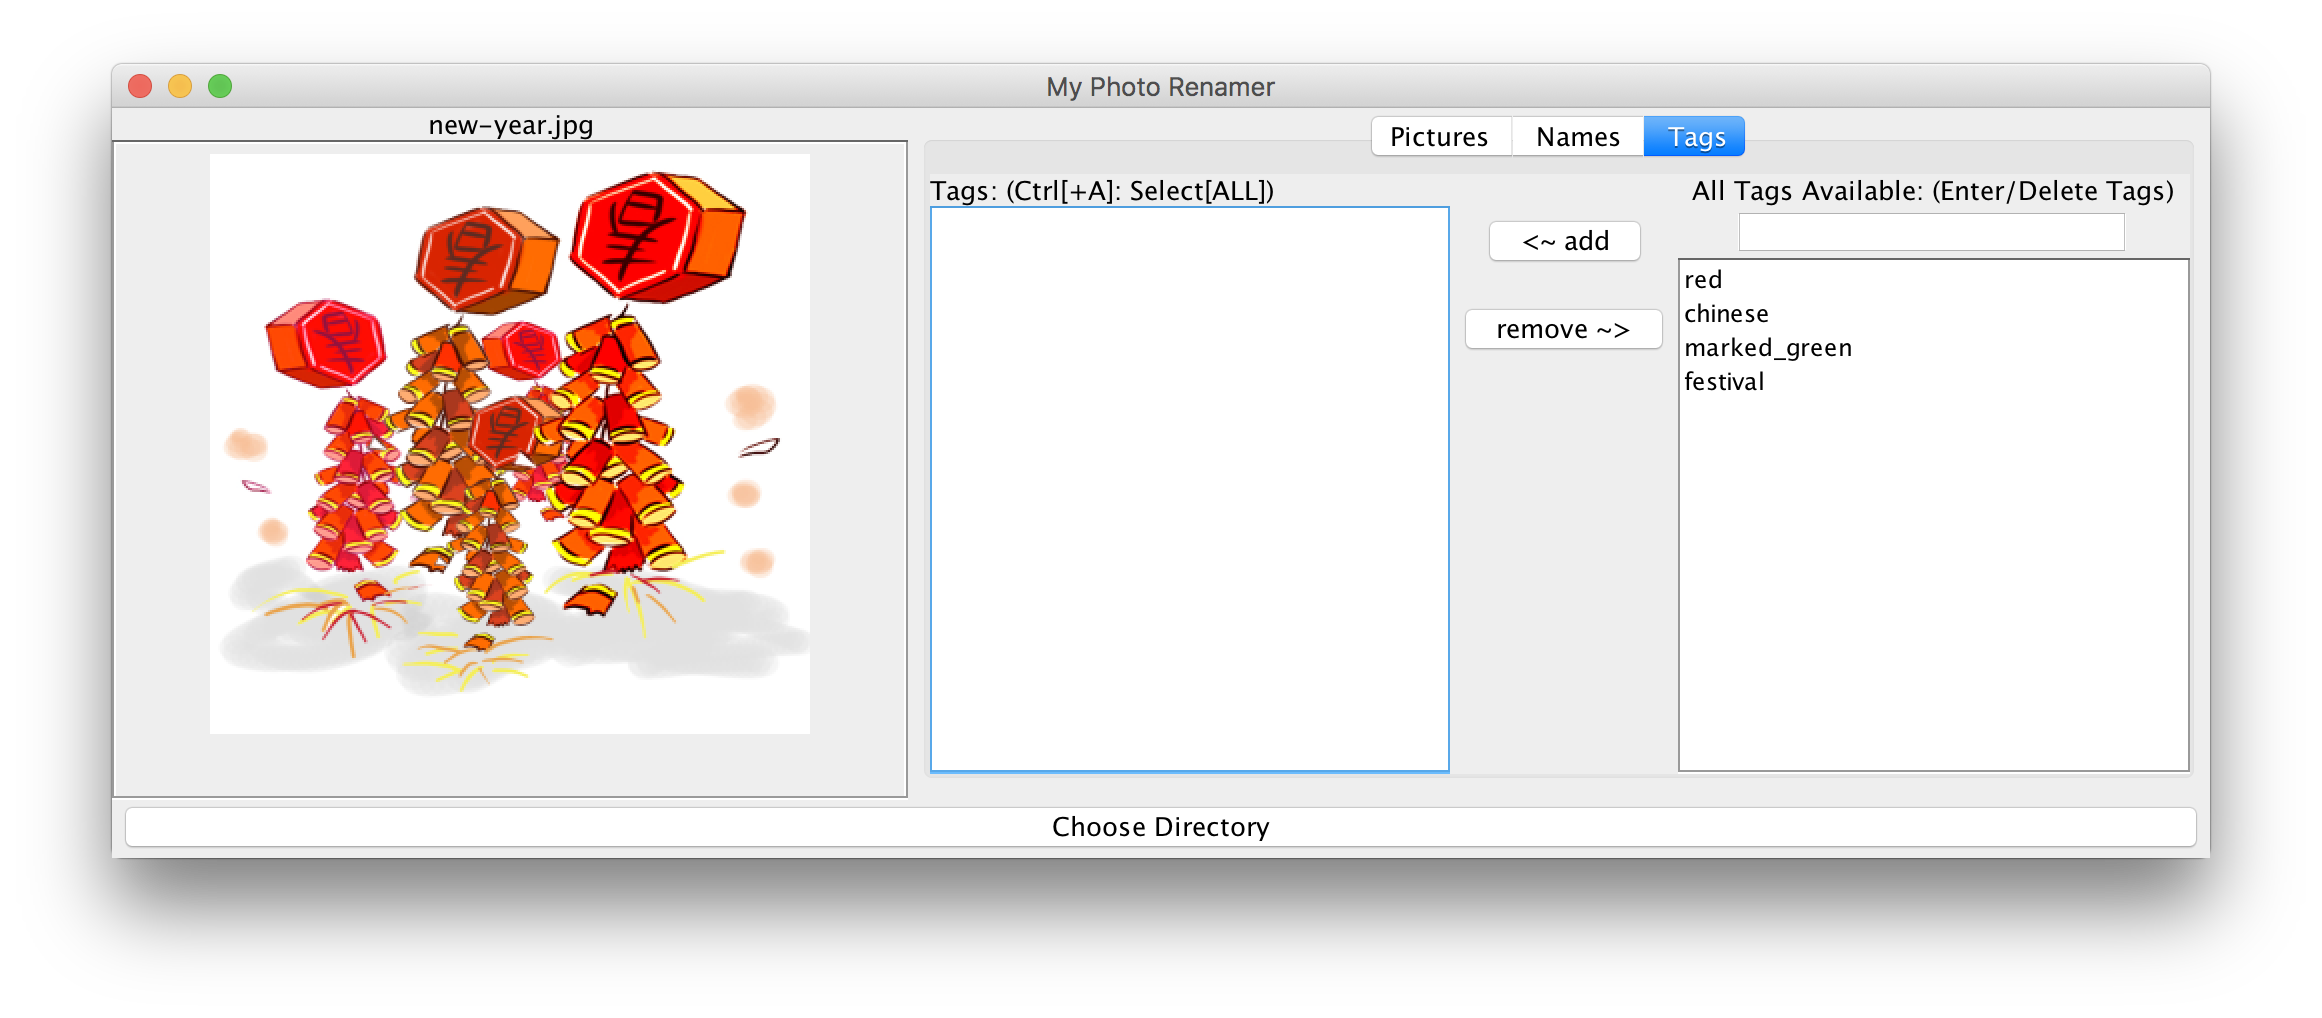 My Photo Renamer
new-year.jpg
Pictures
Names
Tags
Tags: (Ctrl[+A]: Select[ALL])
<~ add
remove ~>
All Tags Available: (Enter/Delete Tags)
red
chinese
marked_green
festival
Choose Directory